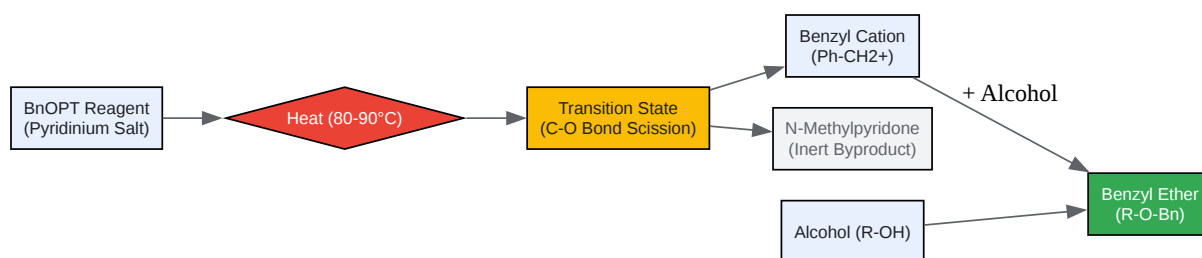 BnOPT Reagent
(Pyridinium Salt)
Heat (80-90°C)
Transition State
(C-O Bond Scission)
Benzyl Cation
(Ph-CH2+)
N-Methylpyridone
(Inert Byproduct)
Alcohol (R-OH)
+ Alcohol
Benzyl Ether
(R-O-Bn)